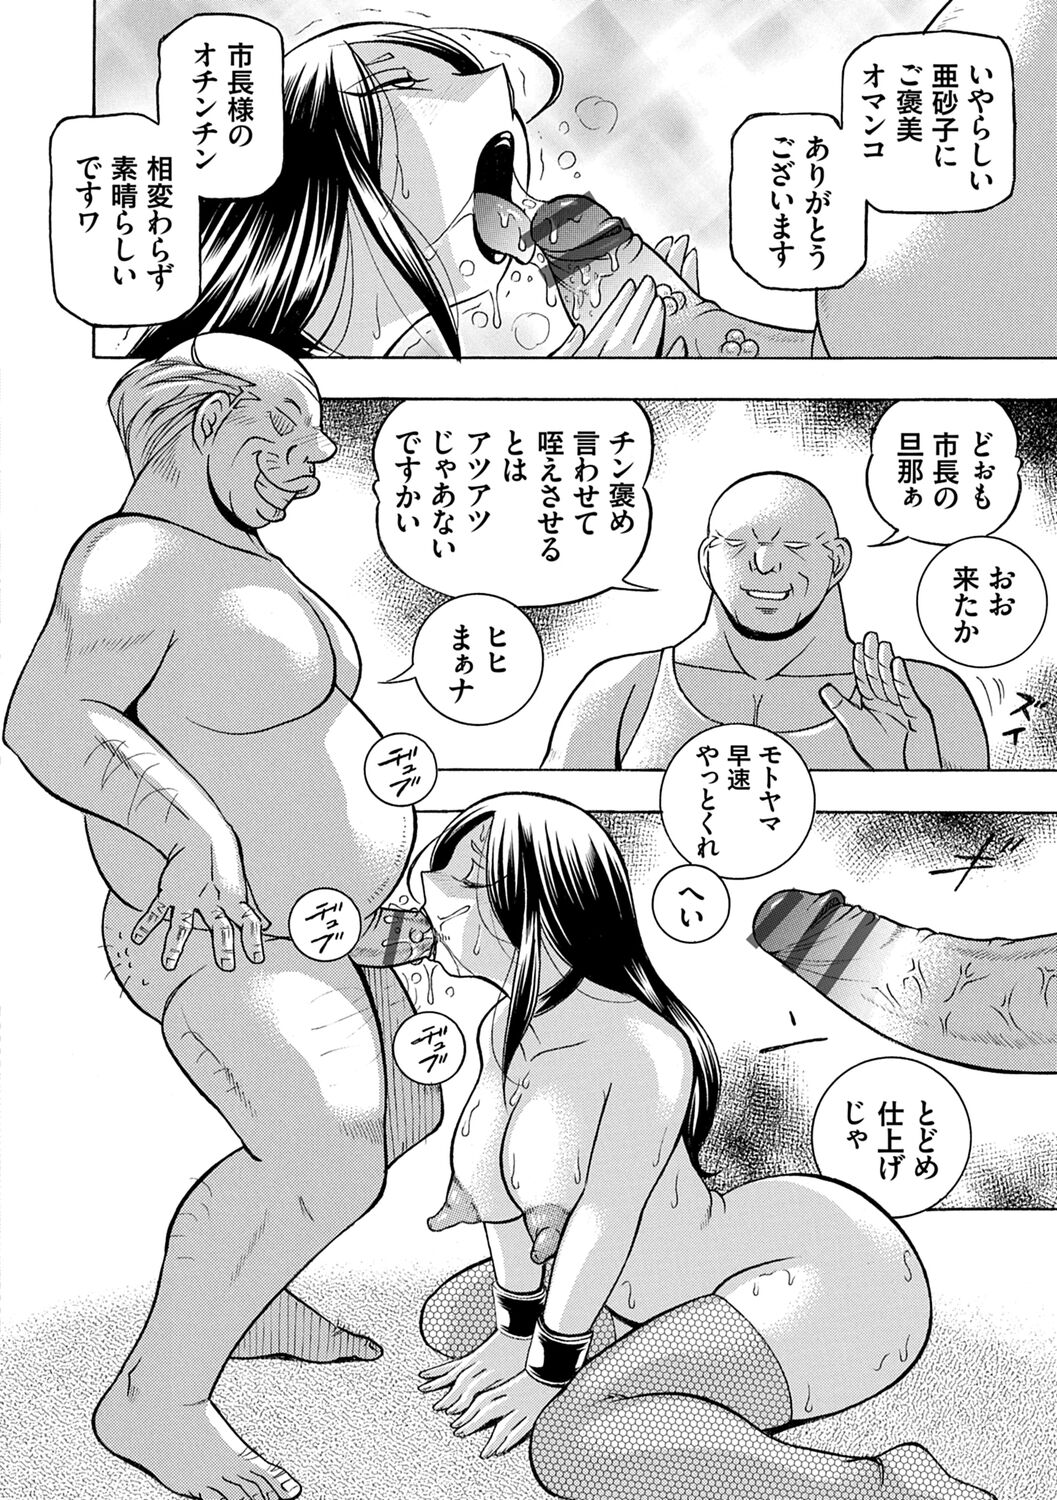 いやらしい
亜砂子に
ご褒美
オマンコ
ありがとう
ございます
市長様の
オチンチン
相変わらず
素晴らしい
ですワ
どぉも
市長の
旦那ぁ
おお
来たか
ズイ
チン褒め
言わせて
咥えさせる
とは
アツアツ
じゃあない
ですかい
ヒヒ
まぁナ
モトヤマ
早速
やっとくれ
へい
ギ
ヂュブ
ヂュブ
ヂュブ
とどめ
仕上げ
じゃ